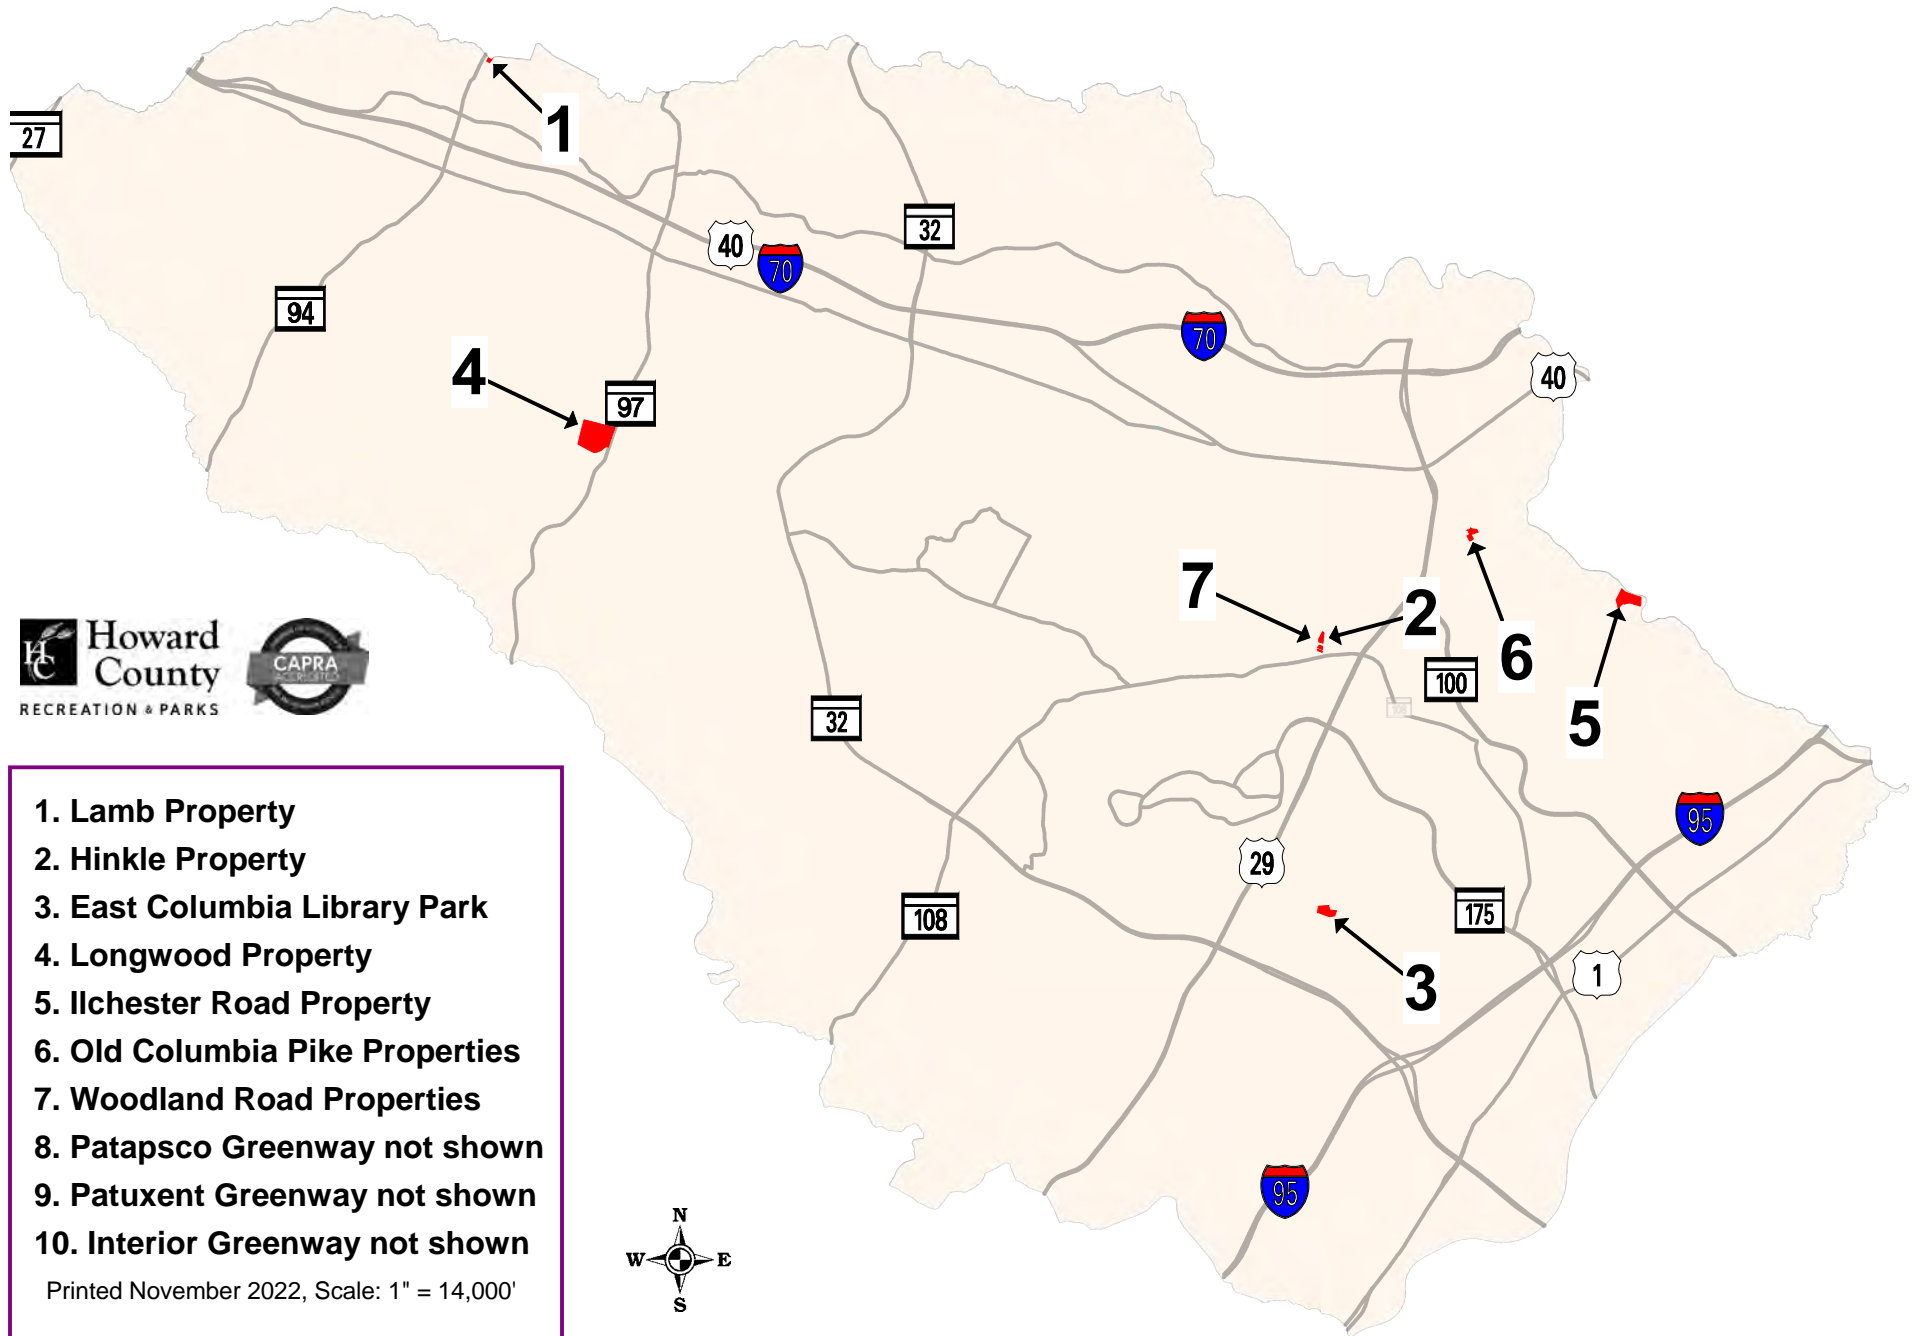 1
27
32
40
70
94
70
40
4
97
7
2
6
5
100
108
32
Howard
County
RECREATION & PARKS
CAPRA
ACCREDITED
95
29
108
175
3
1
95
1. Lamb Property
2. Hinkle Property
3. East Columbia Library Park
4. Longwood Property
5. Ilchester Road Property
6. Old Columbia Pike Properties
7. Woodland Road Properties
8. Patapsco Greenway not shown
9. Patuxent Greenway not shown
10. Interior Greenway not shown
Printed November 2022, Scale: 1" = 14,000'
N
W E
S